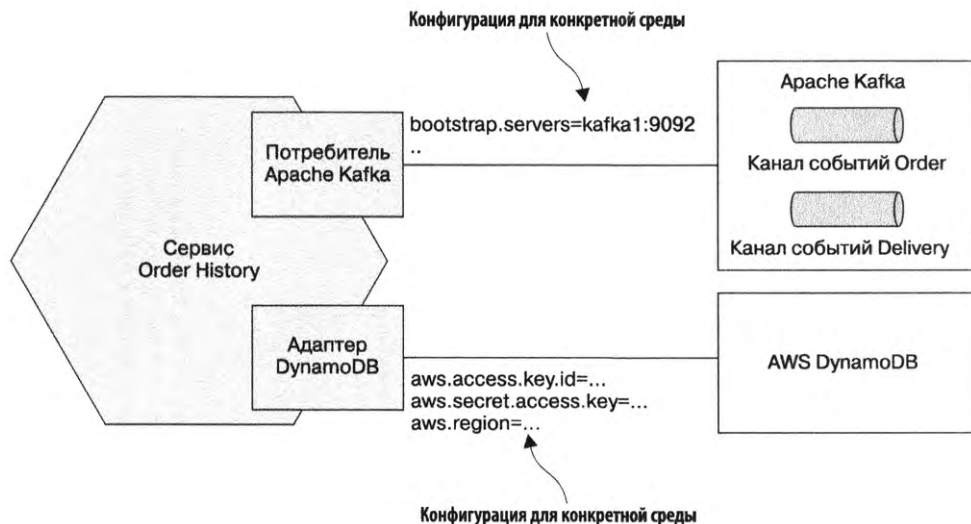 Конфигурация для конкретной среды
bootstrap.servers=kafka1:9092
..
Потребитель
Apache Kafka
Apache Kafka
Канал событий Order
Канал событий Delivery
Сервис
Order History
Адаптер
DynamoDB
aws.access.key.id=...
aws.secret.access.key=...
aws.region=...
AWS DynamoDB
Конфигурация для конкретной среды